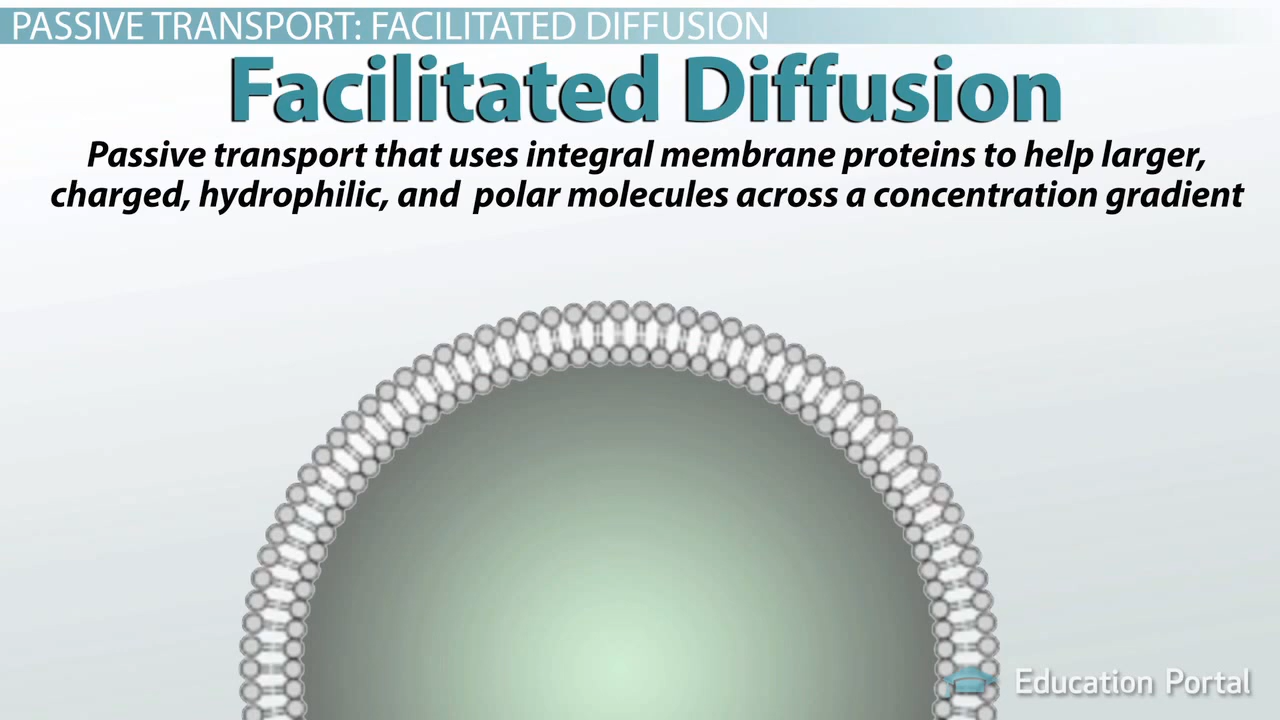 PASSIVE TRANSPORT: FACILITATED DIFFUSION
Facilitated Diffusion
Passive transport that uses integral membrane proteins to help larger,
charged, hydrophilic, and polar molecules across a concentration gradient
Education Portal